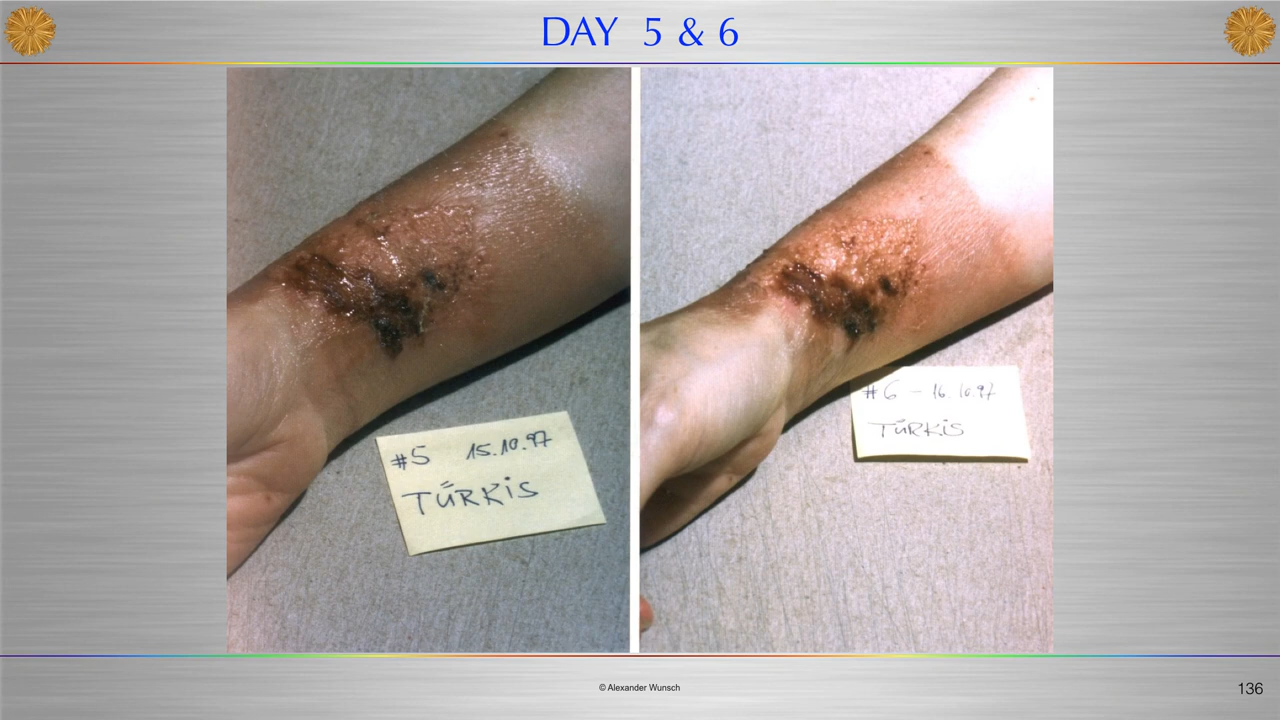 DAY 5 & 6
#5 15.10.97
TÜRKiS
#6 - 16.10.97
TÜRKiS
© Alexander Wunsch
136